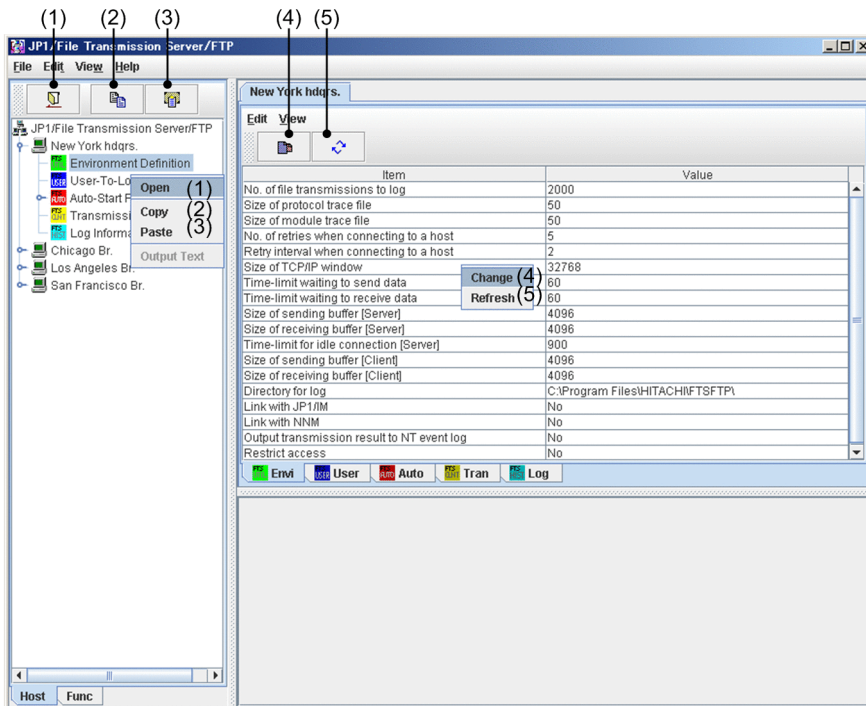 (1) (2) (3) (4) (5)
JP1/File Transmission Server/FTP
File Edit View Help
New York hdqrs.
Edit View
JP1/File Transmission Server/FTP
New York hdqrs.
Environment Definition
User-To-Lo
Auto-Start P
Transmissi
Log Informa
Chicago Br.
Los Angeles Br.
San Francisco Br.
Open (1)
Copy (2)
Paste (3)
Output Text
Item Value
No. of file transmissions to log 2000
Size of protocol trace file 50
Size of module trace file 50
No. of retries when connecting to a host 5
Retry interval when connecting to a host 2
Size of TCP/IP window 32768
Time-limit waiting to send data 60
Time-limit waiting to receive data 60
Size of sending buffer [Server] 4096
Size of receiving buffer [Server] 4096
Time-limit for idle connection [Server] 900
Size of sending buffer [Client] 4096
Size of receiving buffer [Client] 4096
Directory for log C:\Program Files\HITACHI\FTSFTP\
Link with JP1/IM No
Link with NNM No
Output transmission result to NT event log No
Restrict access No
Change (4)
Refresh (5)
Envi User Auto Tran Log
Host Func